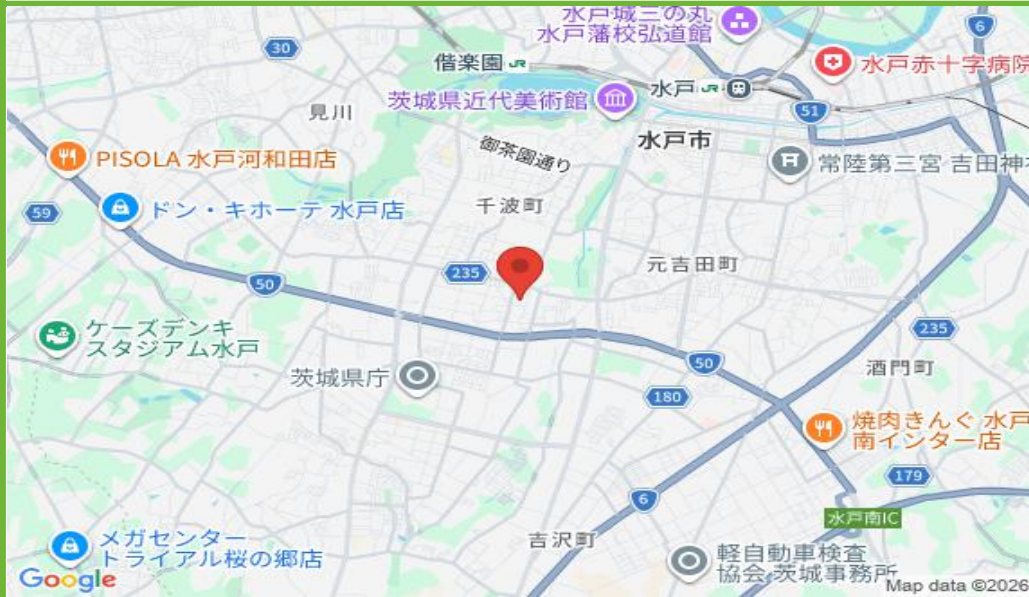 水戸城三の丸
水戸藩校弘道館
6
30
偕楽園 JR
水戸赤十字病院
茨城県近代美術館
水戸 JR
51
見川
水戸市
御茶園通り
PISOLA 水戸河和田店
常陸第三宮 吉田神社
59
ドン・キホーテ 水戸店
千波町
235
元吉田町
50
ケーズデンキ
スタジアム水戸
235
茨城県庁
50
酒門町
180
焼肉きんぐ 水戸
南インター店
179
6
水戸南IC
吉沢町
メガセンター
トライアル桜の郷店
軽自動車検査
協会 茨城事務所
Google
Map data ©2026